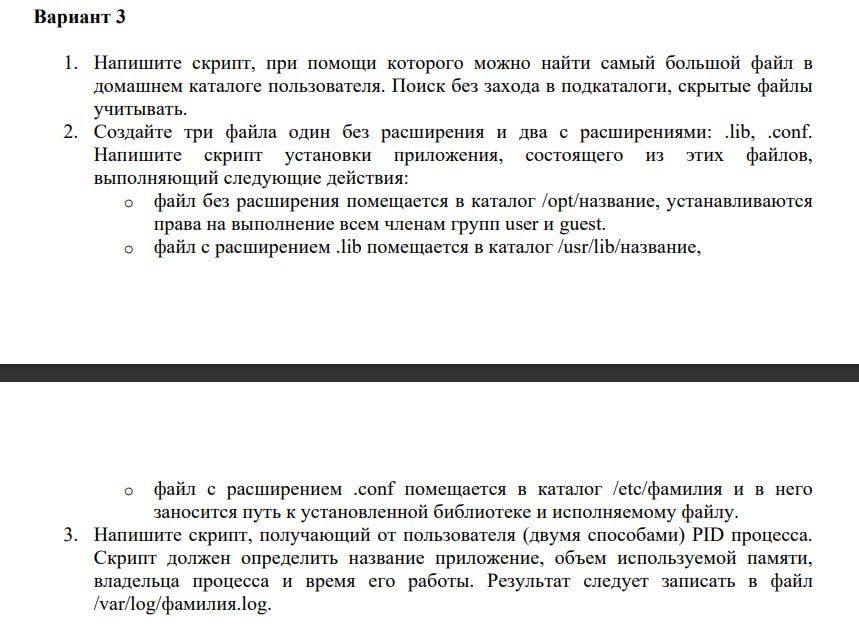 Вариант 3
1. Напишите скрипт, при помощи которого можно найти самый большой файл в
домашнем каталоге пользователя. Поиск без захода в подкаталоги, скрытые файлы
учитывать.
2. Создайте три файла один без расширения и два с расширениями: .lib, .conf.
Напишите скрипт установки приложения, состоящего из этих файлов,
выполняющий следующие действия:
o файл без расширения помещается в каталог /opt/название, устанавливаются
права на выполнение всем членам групп user и guest.
o файл с расширением .lib помещается в каталог /usr/lib/название,
o файл с расширением .conf помещается в каталог /etc/фамилия и в него
заносится путь к установленной библиотеке и исполняемому файлу.
3. Напишите скрипт, получающий от пользователя (двумя способами) PID процесса.
Скрипт должен определить название приложение, объем используемой памяти,
владельца процесса и время его работы. Результат следует записать в файл
/var/log/фамилия.log.